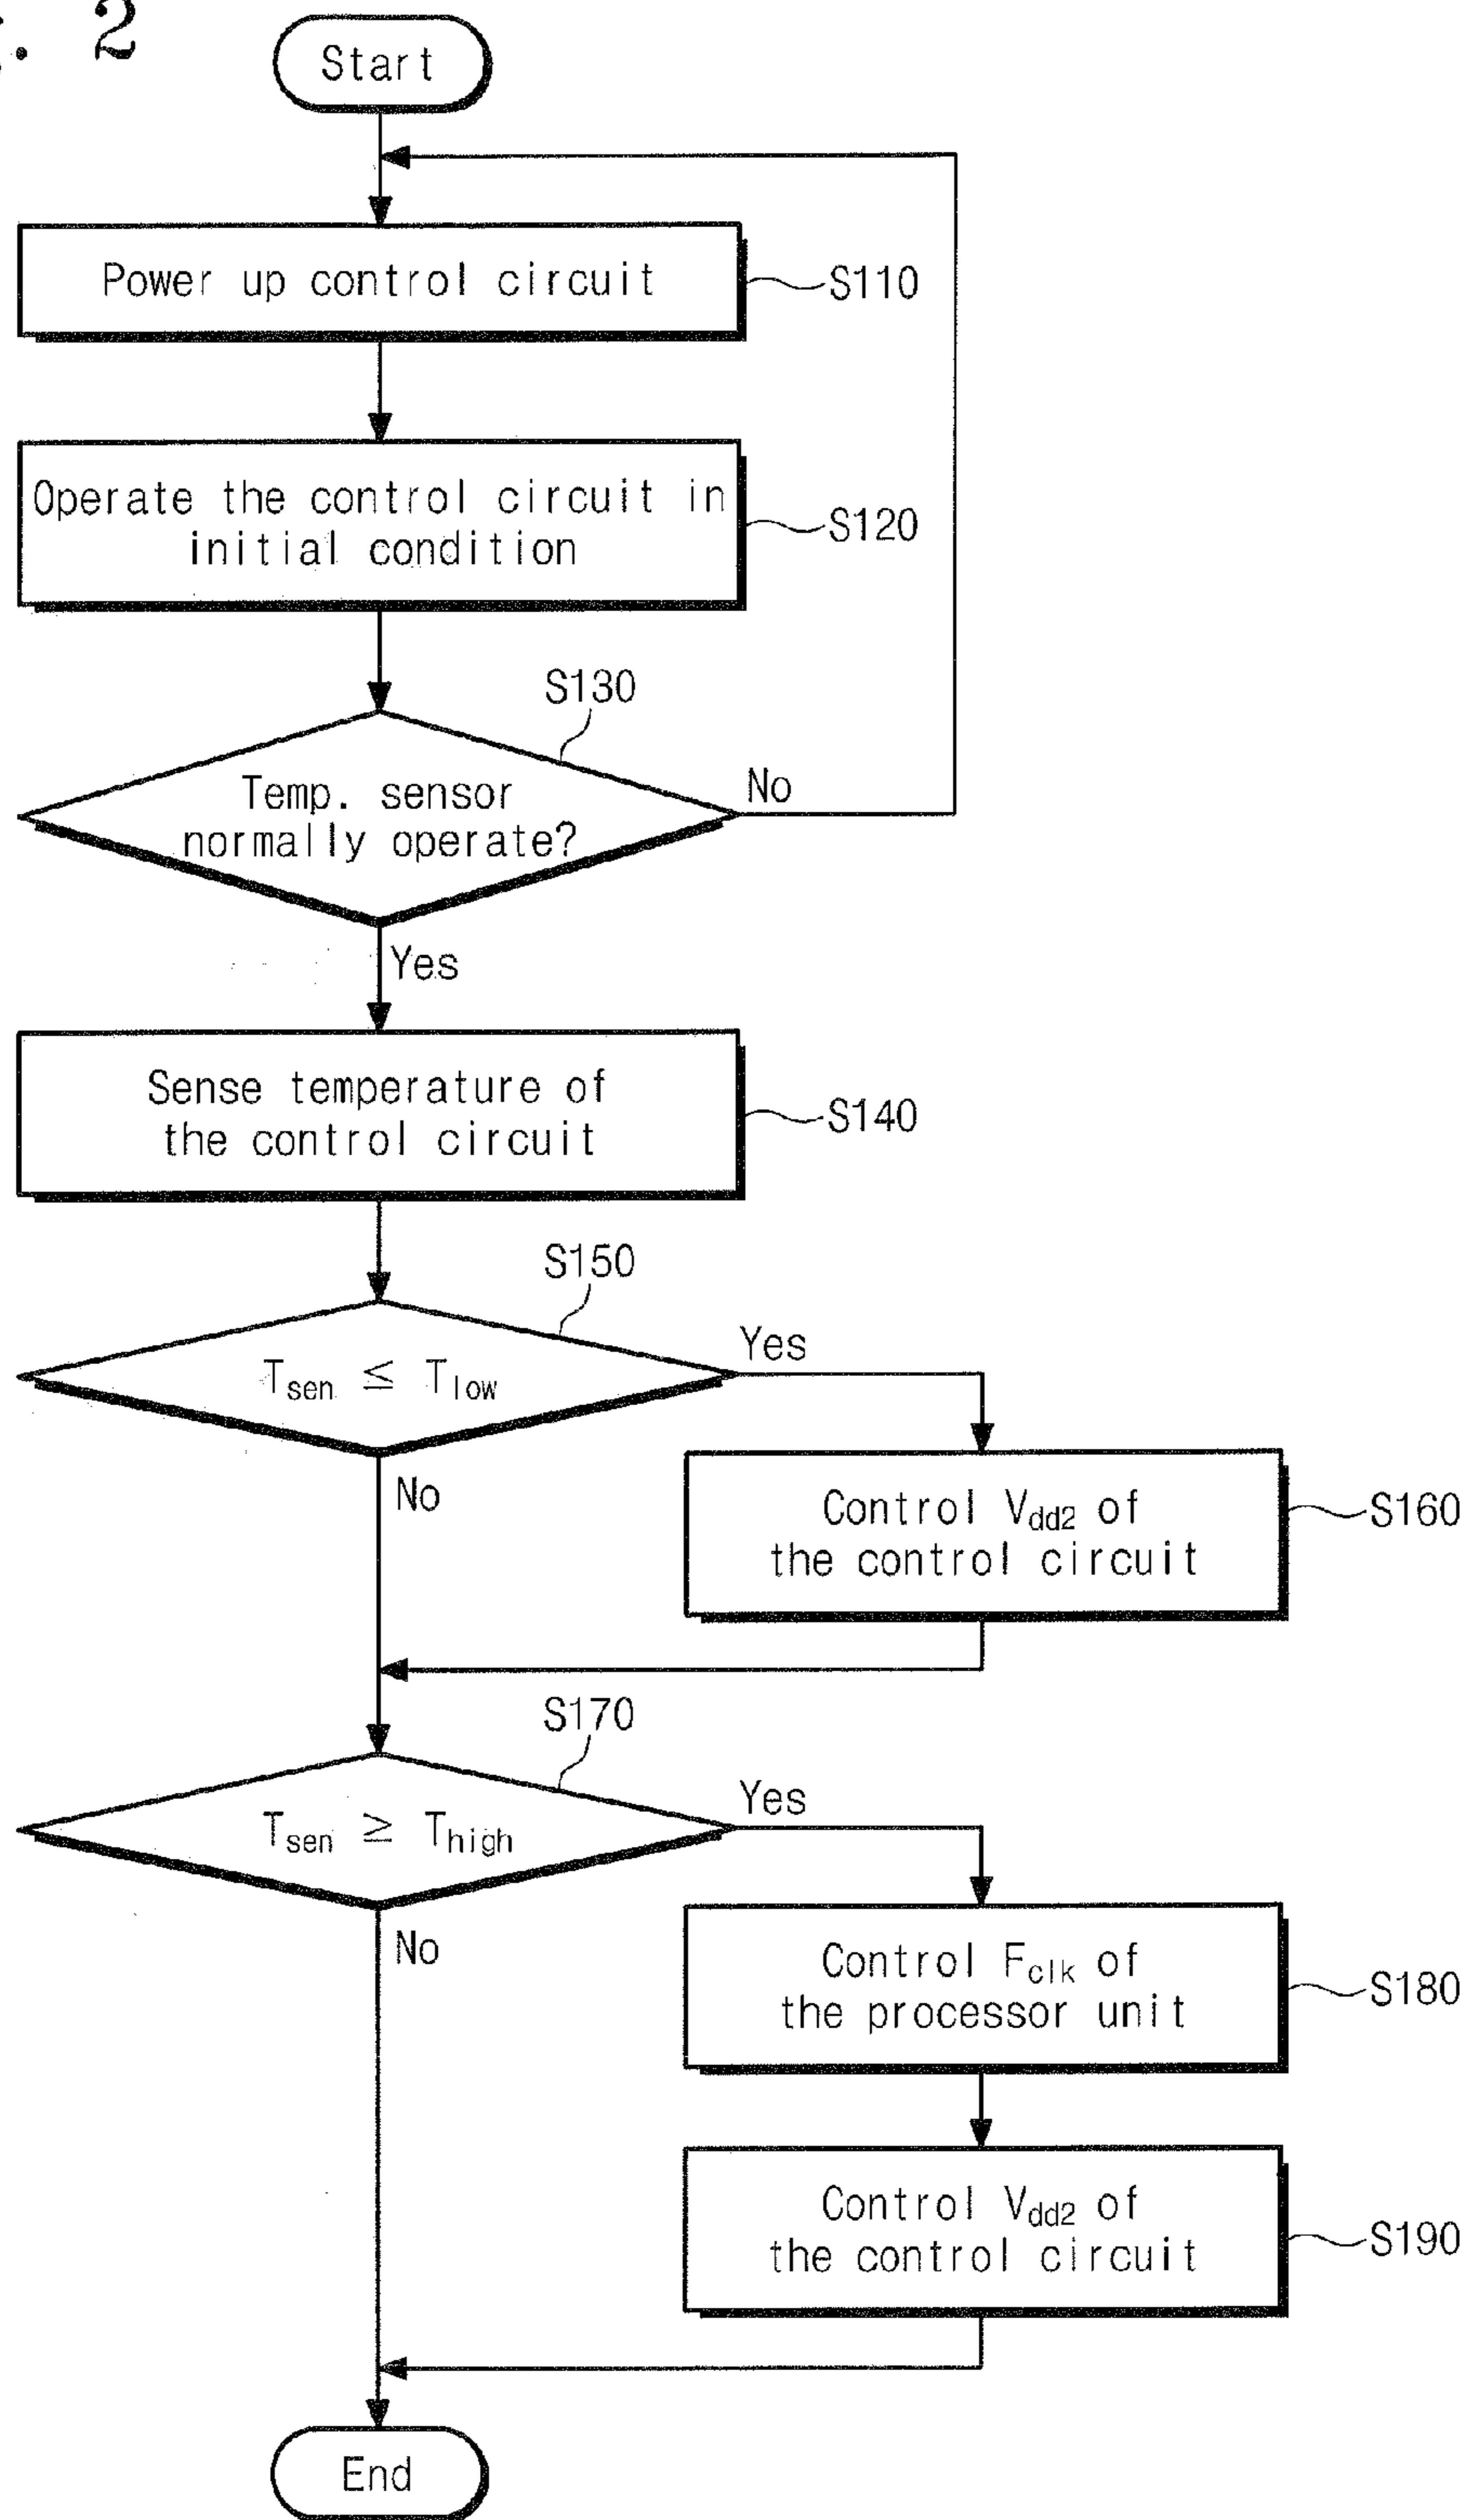 . 2
Start
Power up control circuit
S110
Operate the control circuit in
initial condition
S120
S130
Temp. sensor
normally operate?
No
Yes
Sense temperature of
the control circuit
S140
S150
Tsen ≤ Tlow
Yes
No
Control Vdd2 of
the control circuit
S160
S170
Tsen ≥ Thigh
Yes
No
Control Fclk of
the processor unit
S180
Control Vdd2 of
the control circuit
S190
End